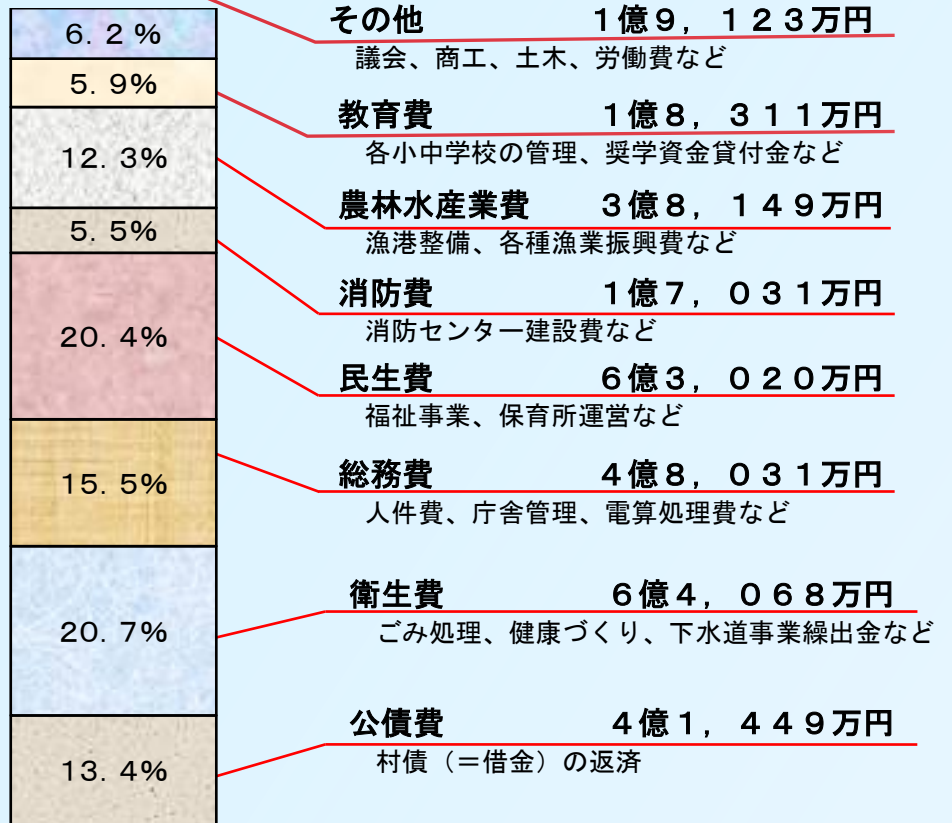 6．2％
その他　1億9，123万円
議会、商工、土木、労働費など
5．9％
教育費　1億8，311万円
各小中学校の管理、奨学資金貸付金など
12．3％
農林水産業費　3億8，149万円
漁港整備、各種漁業振興費など
5．5％
消防費　1億7，031万円
消防センター建設費など
20．4％
民生費　6億3，020万円
福祉事業、保育所運営など
15．5％
総務費　4億8，031万円
人件費、庁舎管理、電算処理費など
20．7％
衛生費　6億4，068万円
ごみ処理、健康づくり、下水道事業繰出金など
13．4％
公債費　4億1，449万円
村債（＝借金）の返済